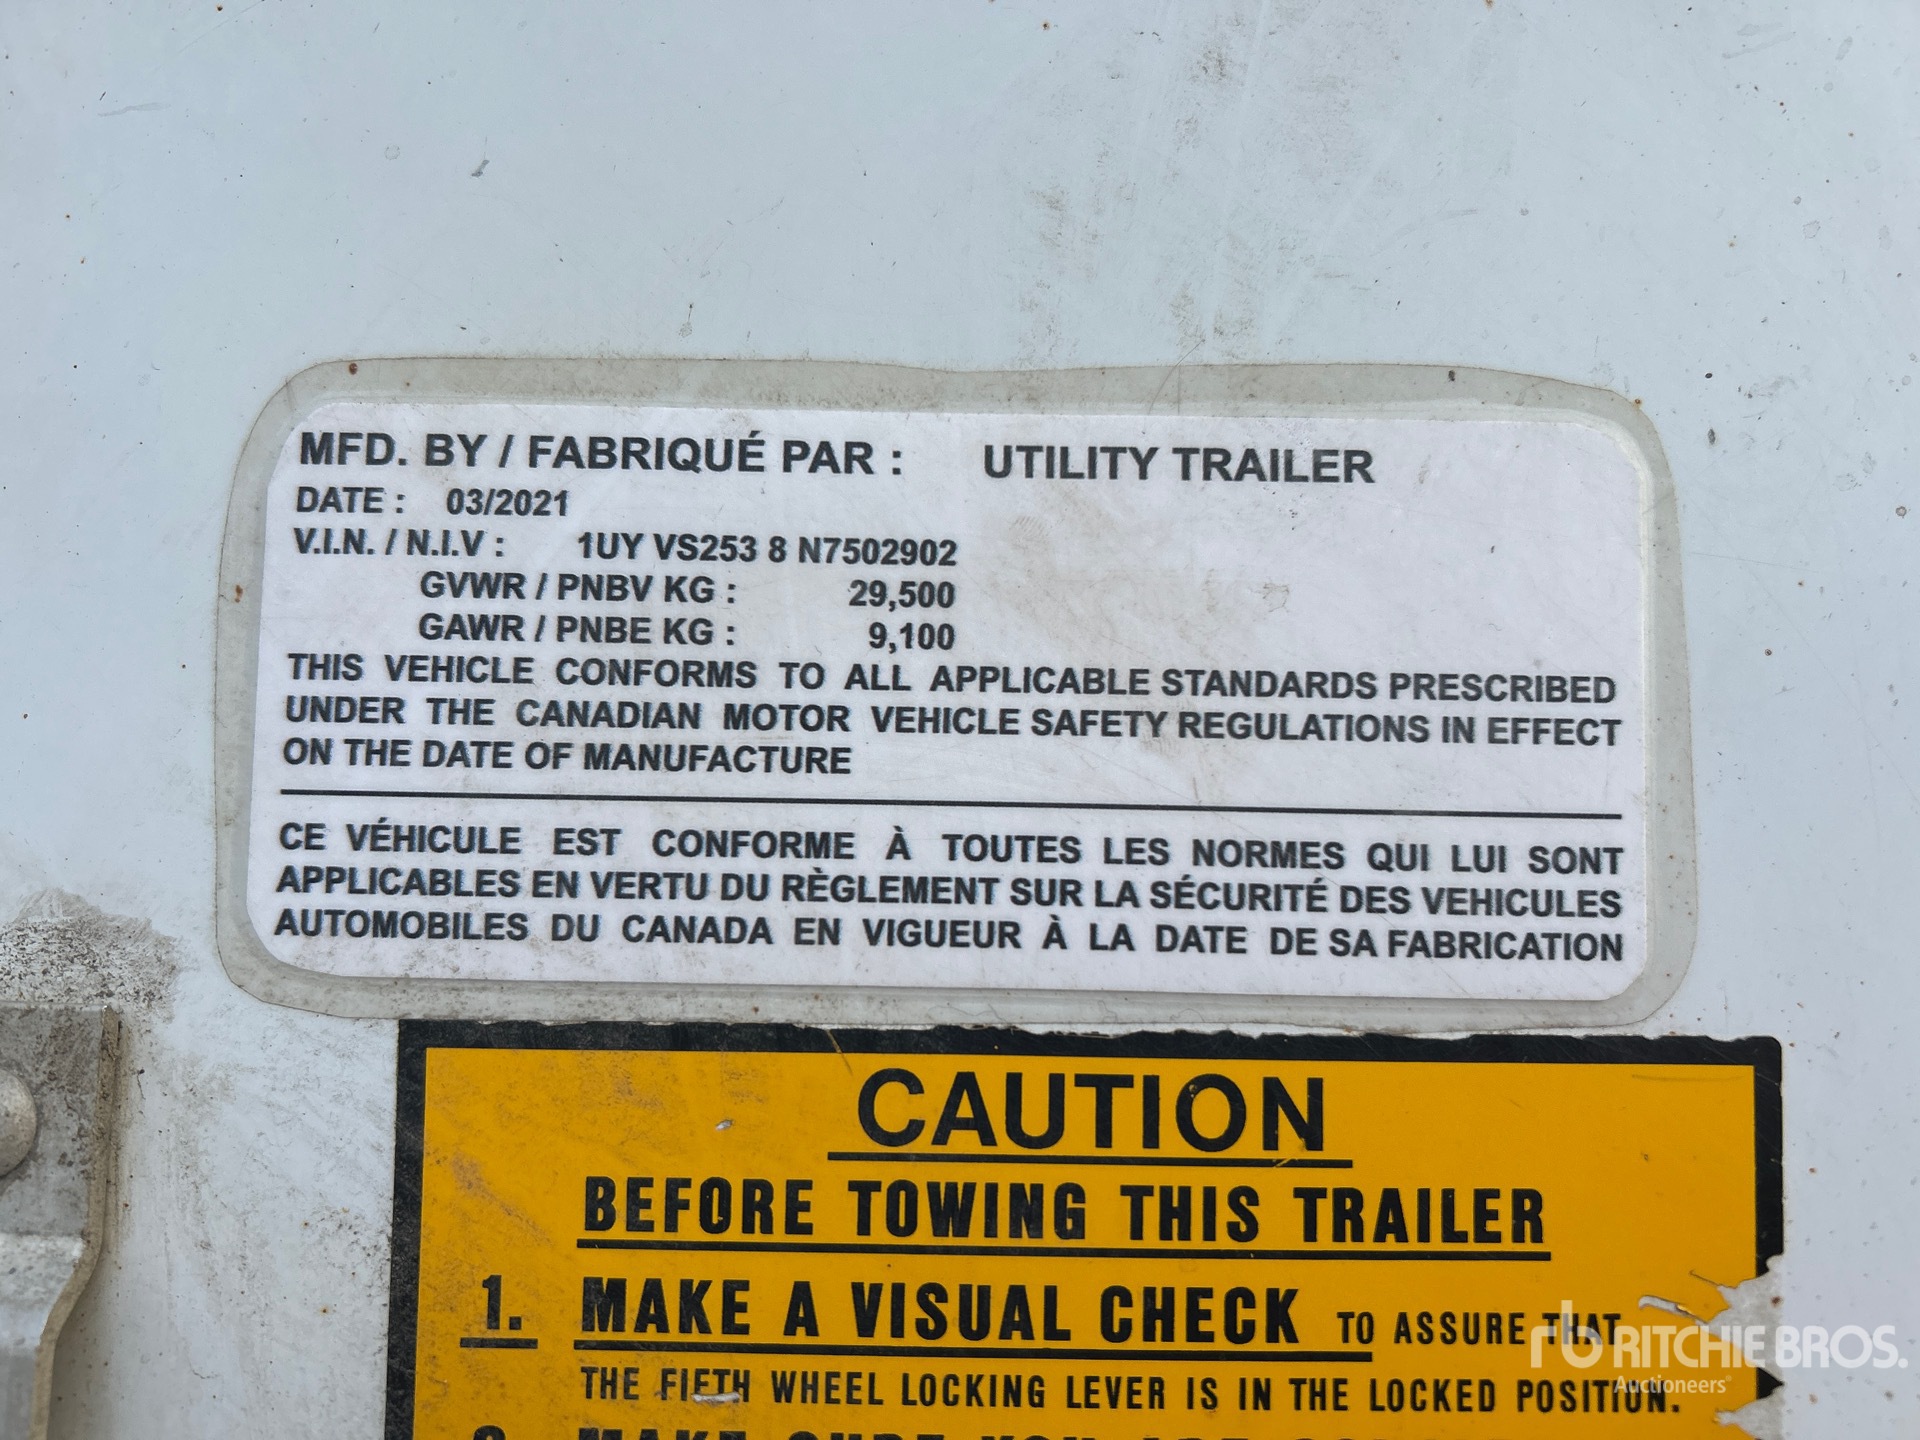 MFD. BY / FABRIQUÉ PAR : UTILITY TRAILER
DATE : 03/2021
V.I.N. / N.I.V : 1UY VS253 8 N7502902
GVWR / PNBV KG : 29,500
GAWR / PNBE KG : 9,100
THIS VEHICLE CONFORMS TO ALL APPLICABLE STANDARDS PRESCRIBED
UNDER THE CANADIAN MOTOR VEHICLE SAFETY REGULATIONS IN EFFECT
ON THE DATE OF MANUFACTURE
CE VÉHICULE EST CONFORME À TOUTES LES NORMES QUI LUI SONT
APPLICABLES EN VERTU DU RÈGLEMENT SUR LA SÉCURITÉ DES VEHICULES
AUTOMOBILES DU CANADA EN VIGUEUR À LA DATE DE SA FABRICATION
CAUTION
BEFORE TOWING THIS TRAILER
1. MAKE A VISUAL CHECK TO ASSURE THAT
THE FIFTH WHEEL LOCKING LEVER IS IN THE LOCKED POSITION.
rb RITCHIE BROS.
Auctioneers